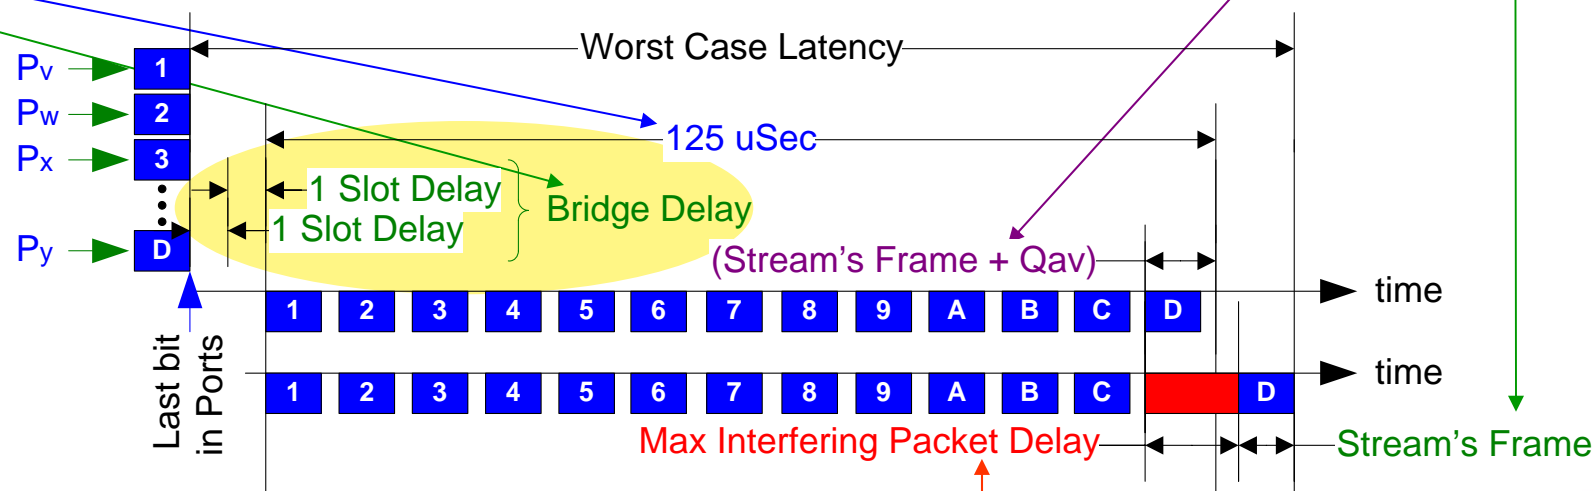 Worst Case Latency
Pv
1
Pw
2
125 uSec
Px
3
1 Slot Delay
Bridge Delay
1 Slot Delay
Py
D
(Stream's Frame + Qav)
1 2 3 4 5 6 7 8 9 A B C D
time
Last bit
in Ports
1 2 3 4 5 6 7 8 9 A B C D
time
Max Interfering Packet Delay
Stream's Frame